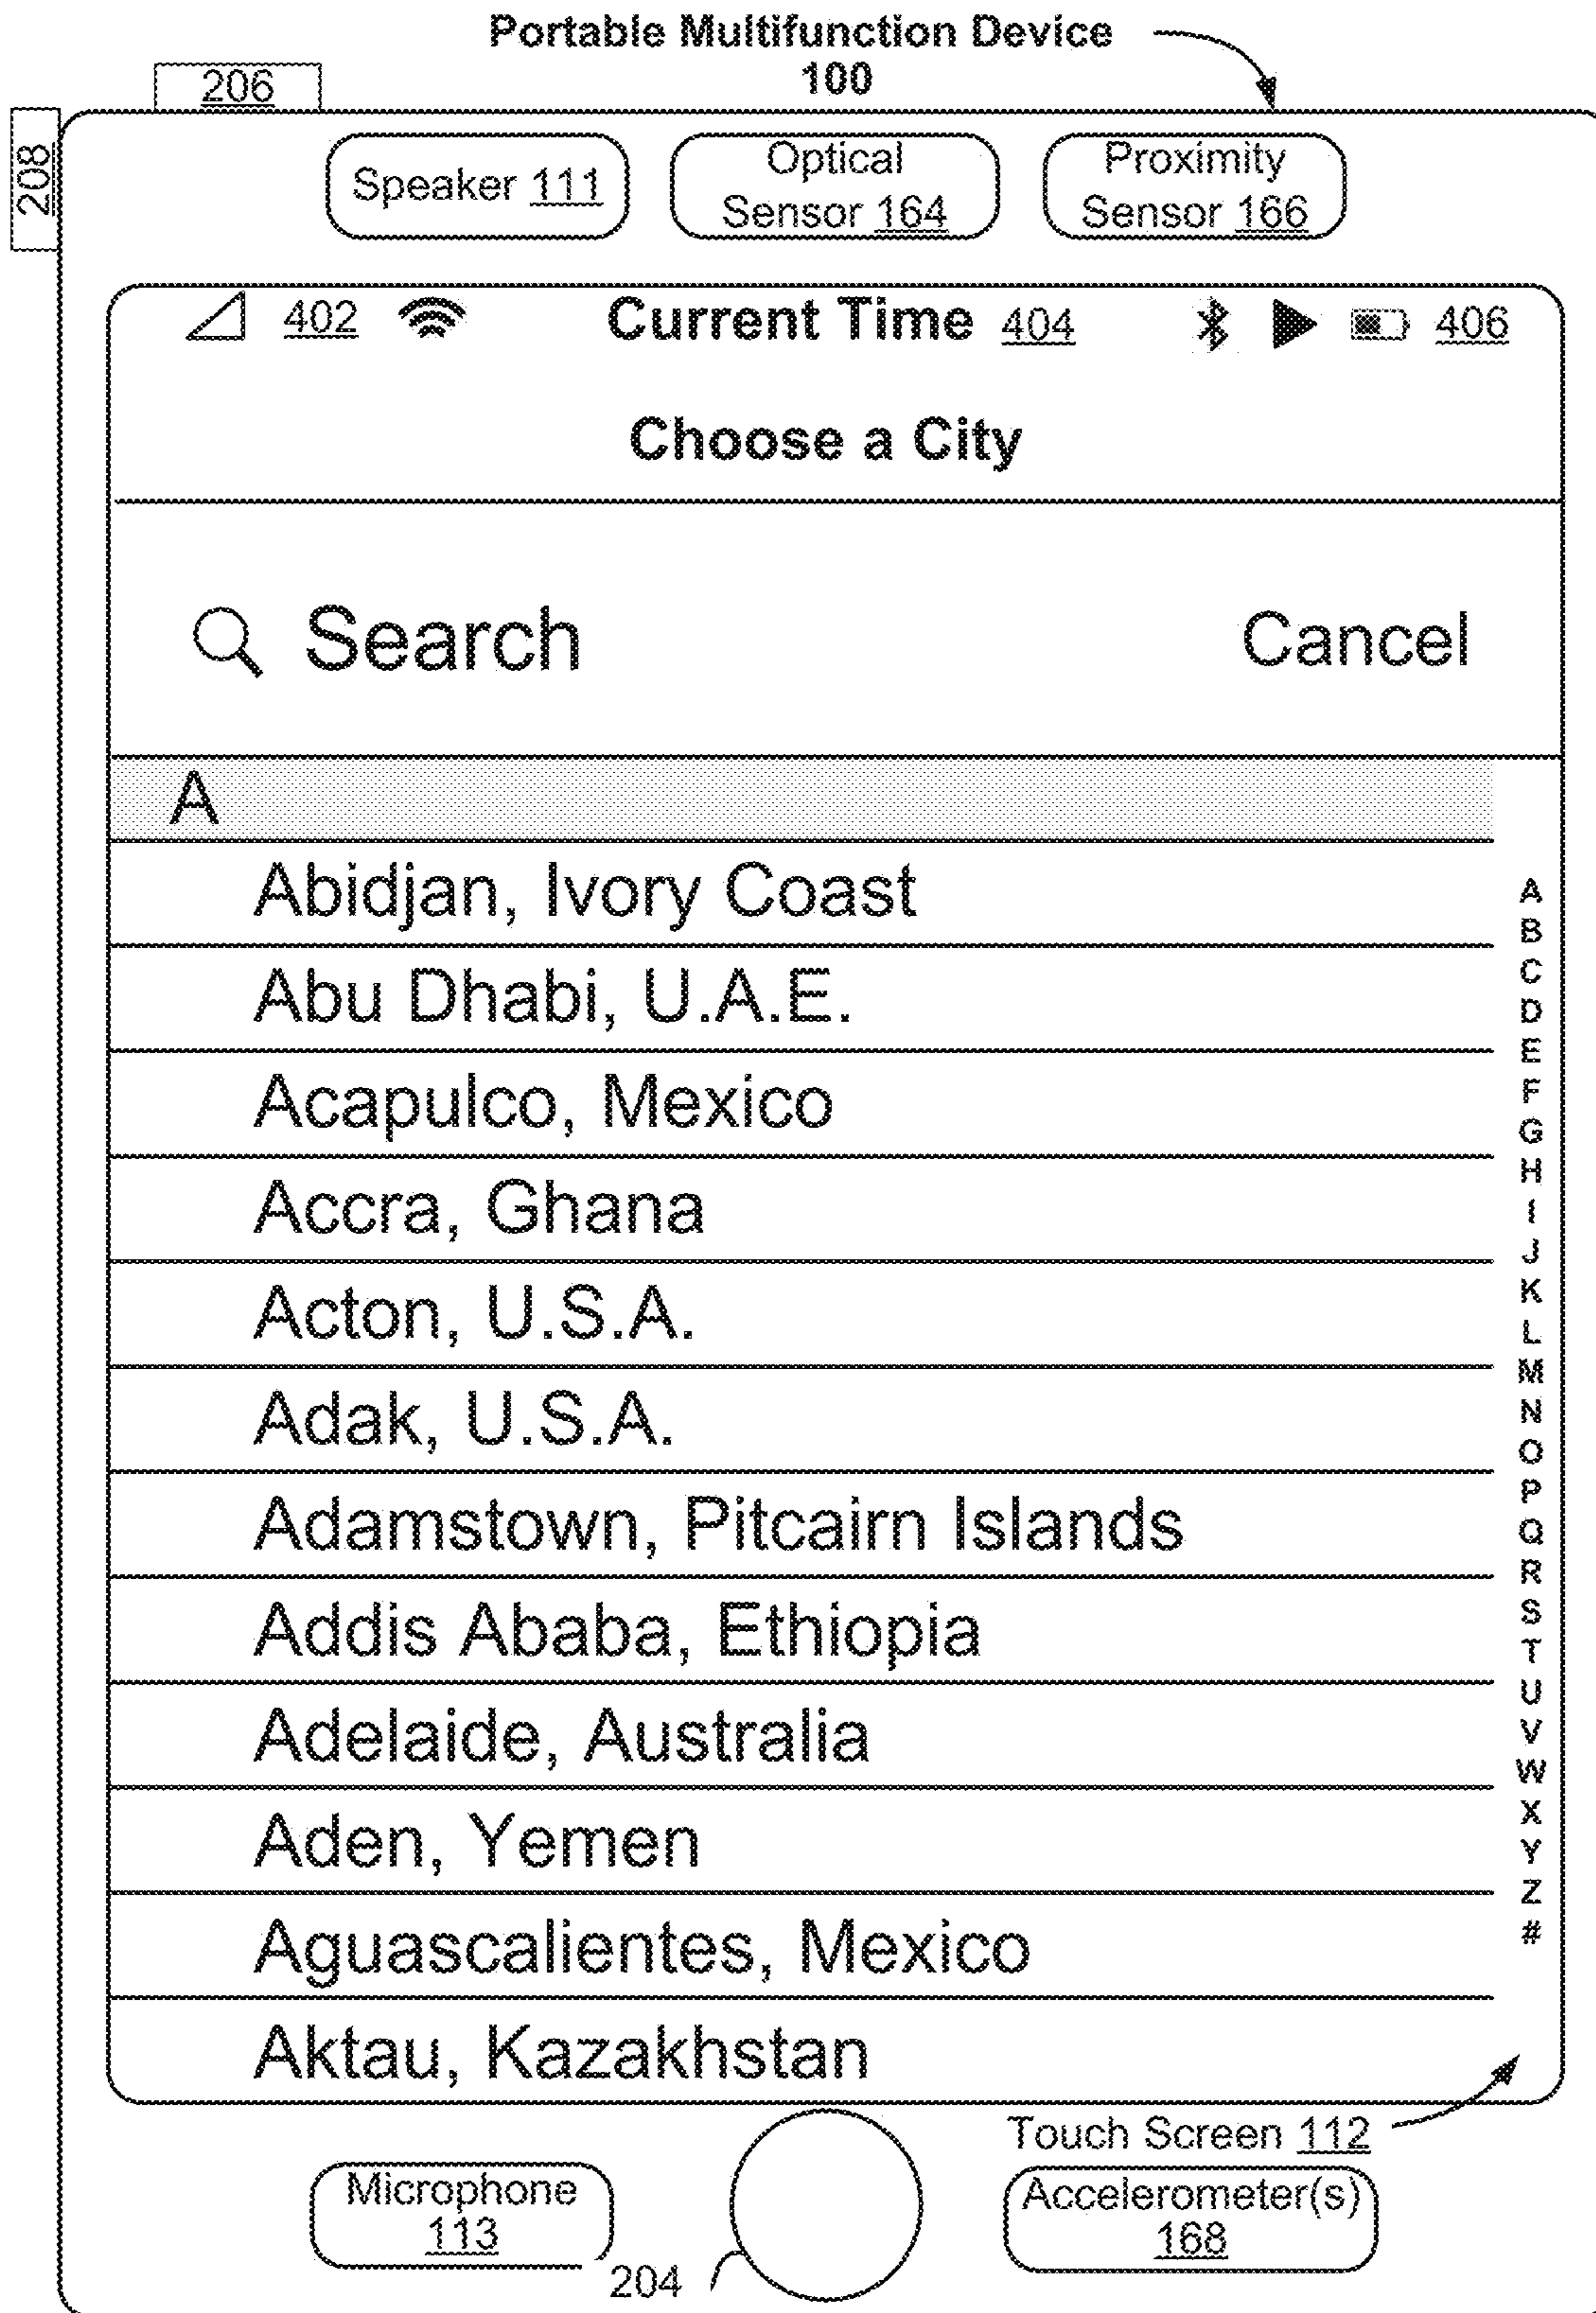 Portable Multifunction Device
100
206
208
Speaker 111
Optical
Sensor 164
Proximity
Sensor 166
402 Current Time 404 406
Choose a City
Search Cancel
A
Abidjan, Ivory Coast
Abu Dhabi, U.A.E.
Acapulco, Mexico
Accra, Ghana
Acton, U.S.A.
Adak, U.S.A.
Adamstown, Pitcairn Islands
Addis Ababa, Ethiopia
Adelaide, Australia
Aden, Yemen
Aguascalientes, Mexico
Aktau, Kazakhstan
A
B
C
D
E
F
G
H
I
J
K
L
M
N
O
P
Q
R
S
T
U
V
W
X
Y
Z
#
Touch Screen 112
Microphone
113
204
Accelerometer(s)
168